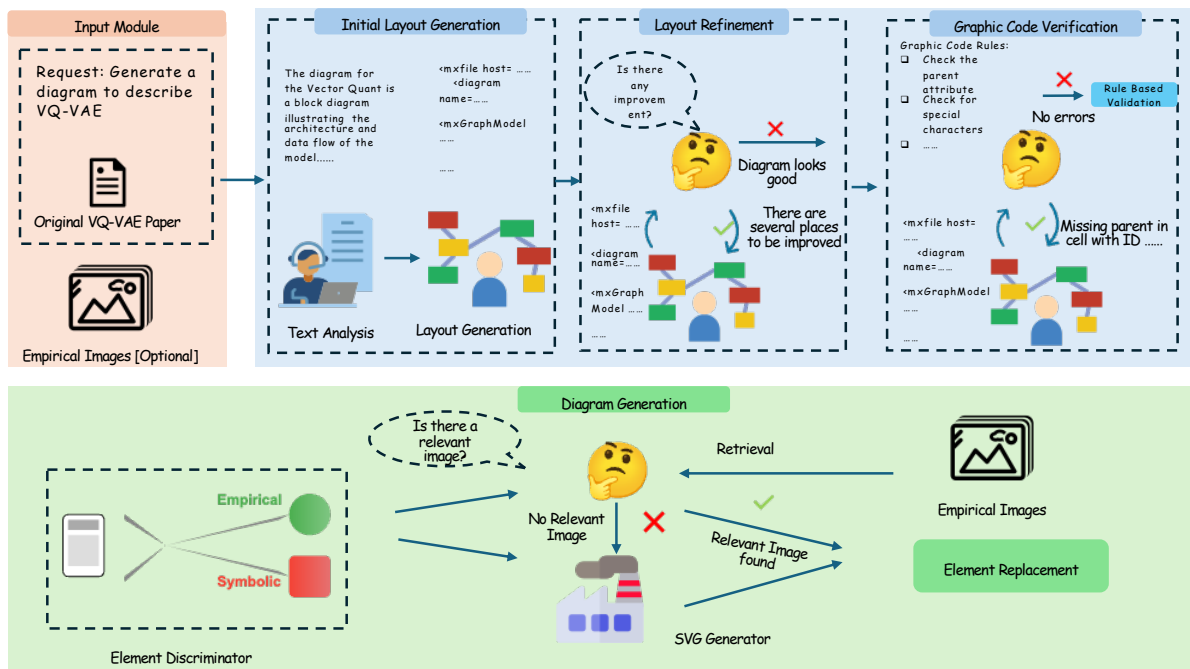 Input Module
Request: Generate a
diagram to describe
VQ-VAE
Original VQ-VAE Paper
Empirical Images [Optional]
Initial Layout Generation
The diagram for
the Vector Quant is
a block diagram
illustrating the
architecture and
data flow of the
model......
<mxfile host= ……
<diagram
name=……
<mxGraphModel
……
……
Text Analysis
Layout Generation
Layout Refinement
Is there
any
improvem
ent?
Diagram looks
good
<mxfile
host= ……
<diagram
name=……
<mxGraph
Model ……
……
There are
several places
to be improved
Graphic Code Verification
Graphic Code Rules:
❑ Check the
parent
attribute
❑ Check for
special
characters
❑ ……
No errors
Rule Based
Validation
<mxfile host=
……
<diagram
name=……
<mxGraphModel
……
……
Missing parent in
cell with ID ……
Diagram Generation
Is there a
relevant
image?
Retrieval
Empirical
Symbolic
Element Discriminator
No Relevant
Image
Relevant Image
found
SVG Generator
Empirical Images
Element Replacement